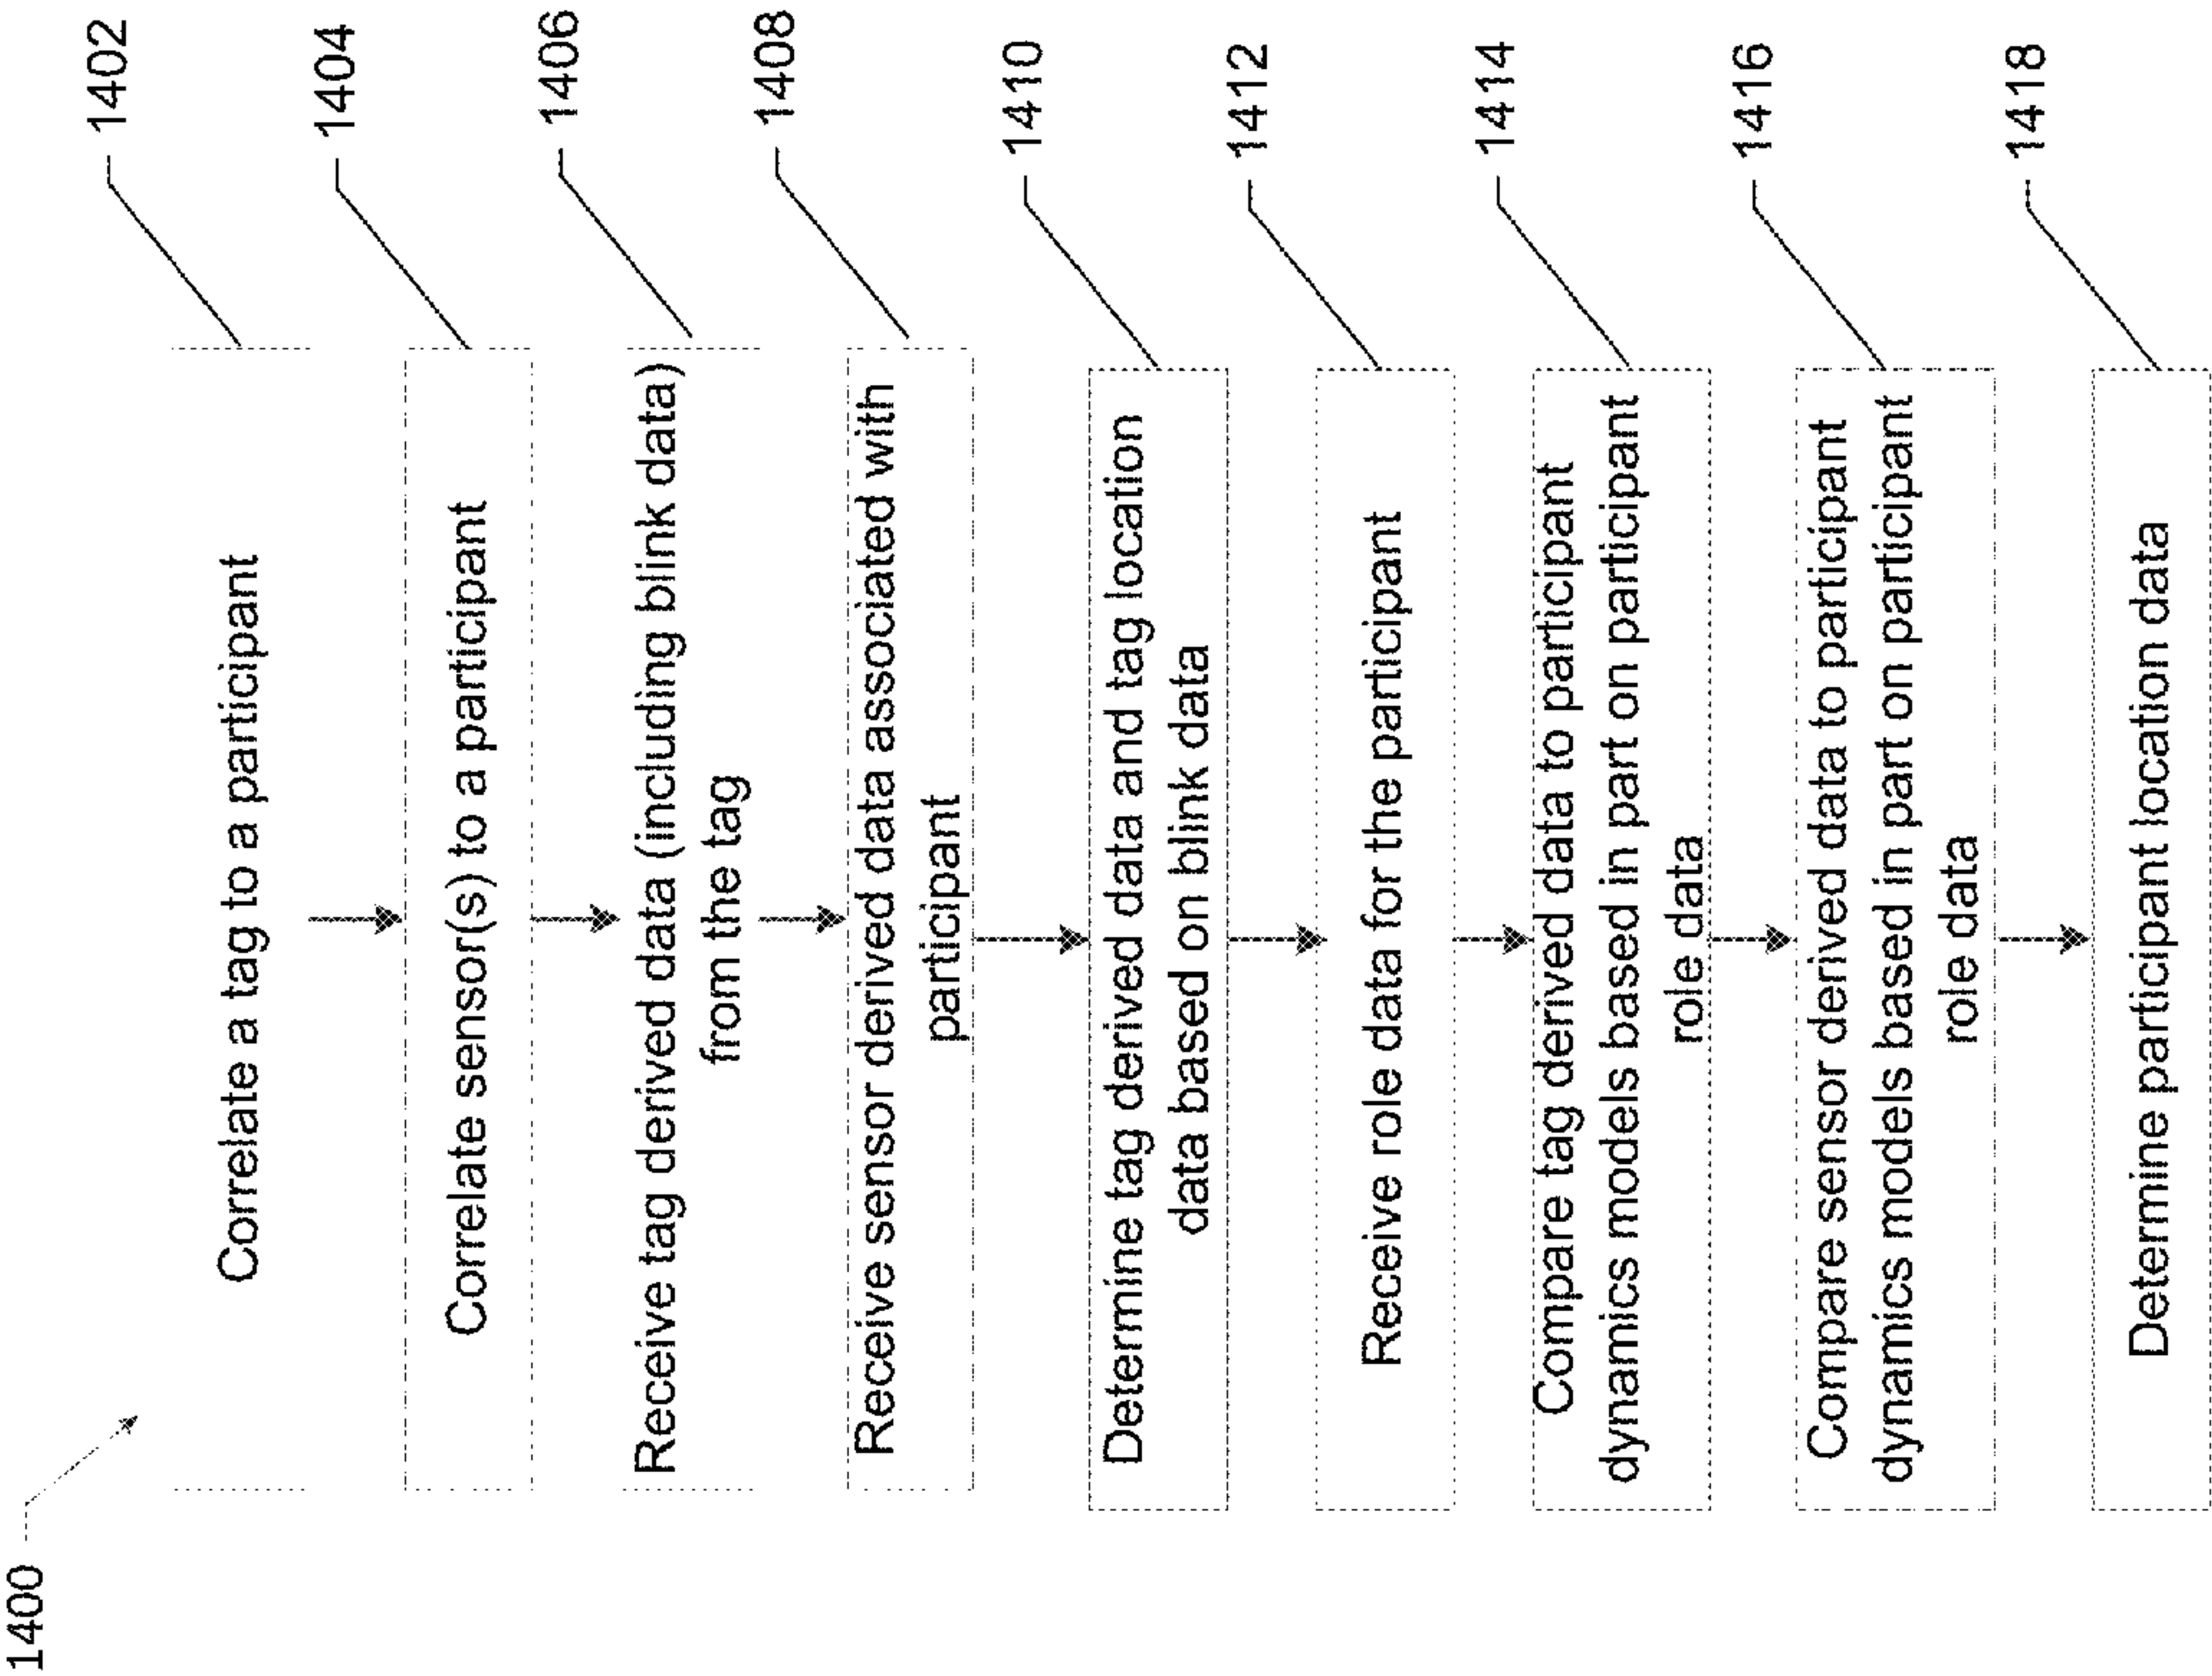 1400
Correlate a tag to a participant
1402
Correlate sensor(s) to a participant
1404
Receive tag derived data (including blink data)
from the tag
1406
Receive sensor derived data associated with
participant
1408
Determine tag derived data and tag location
data based on blink data
1410
Receive role data for the participant
1412
Compare tag derived data to participant
dynamics models based in part on participant
role data
1414
Compare sensor derived data to participant
dynamics models based in part on participant
role data
1416
Determine participant location data
1418